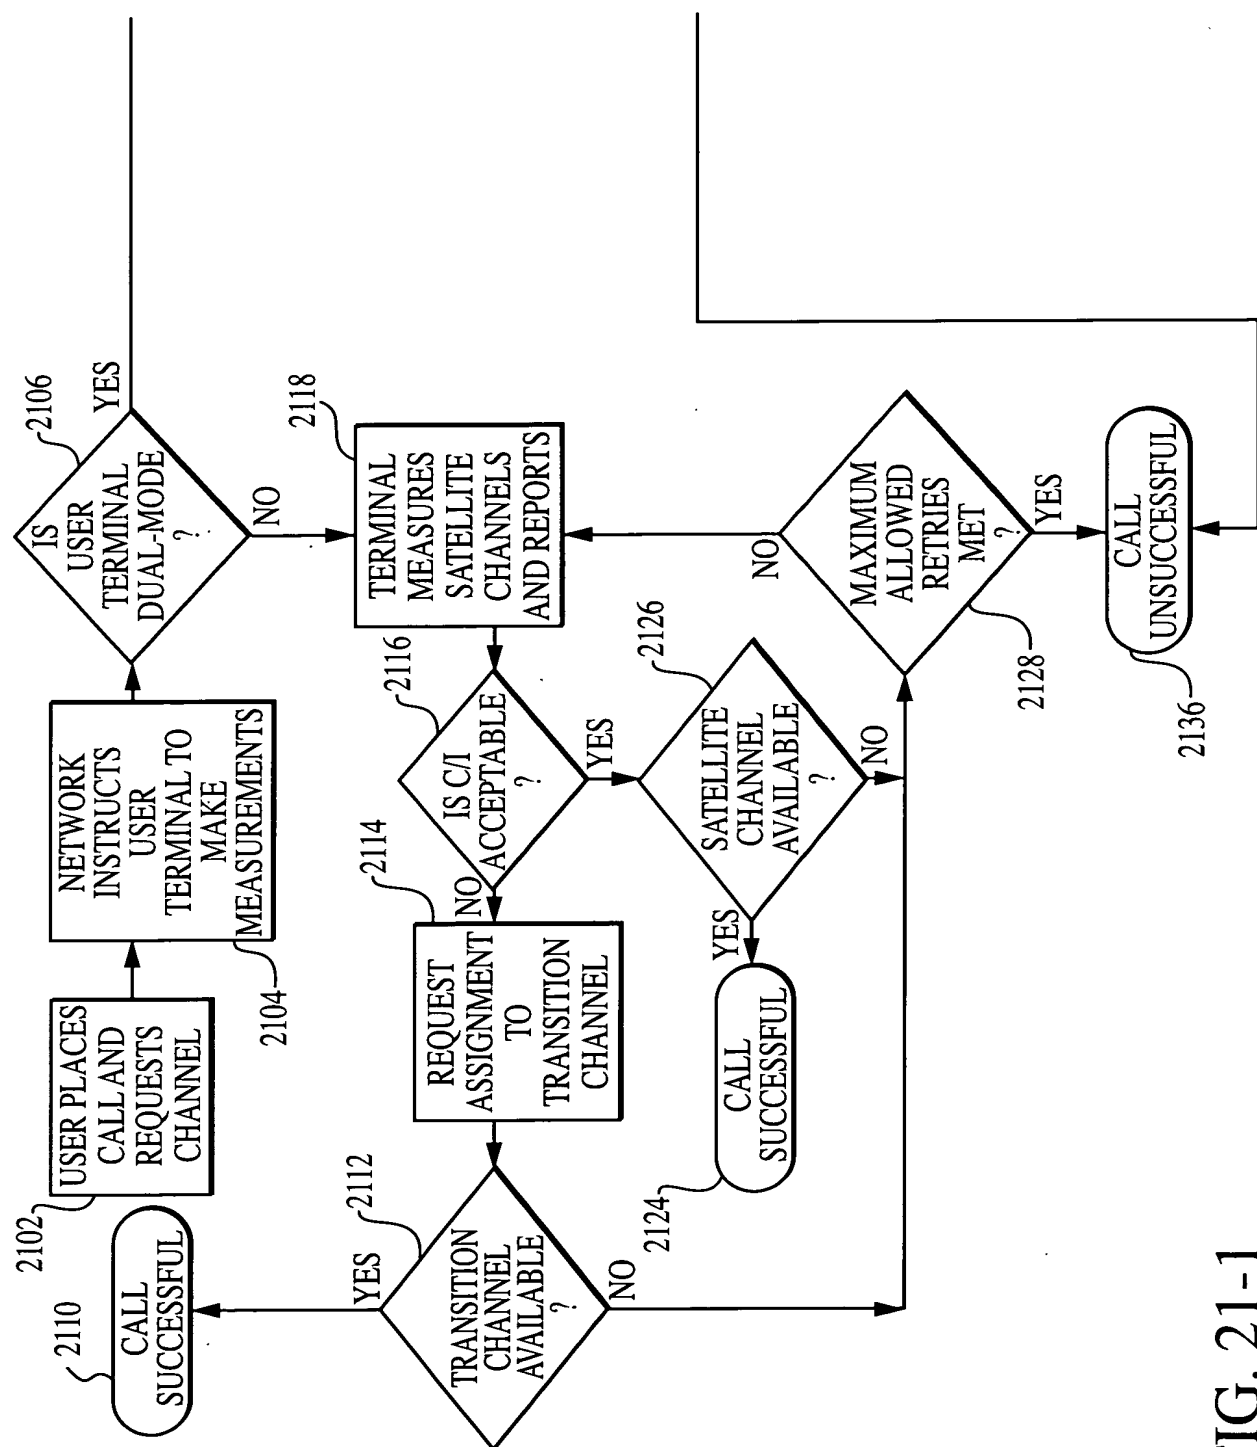 2102
USER PLACES
CALL AND
REQUESTS
CHANNEL
2104
NETWORK
INSTRUCTS
USER
TERMINAL TO
MAKE
MEASUREMENTS
2106
IS
USER
TERMINAL
DUAL-MODE
?
YES
NO
2110
CALL
SUCCESSFUL
YES
2112
TRANSITION
CHANNEL
AVAILABLE
?
NO
2114
REQUEST
ASSIGNMENT
TO
TRANSITION
CHANNEL
NO
2116
IS C/I
ACCEPTABLE
?
YES
2118
TERMINAL
MEASURES
SATELLITE
CHANNELS
AND REPORTS
2124
CALL
SUCCESSFUL
YES
2126
SATELLITE
CHANNEL
AVAILABLE
?
NO
NO
MAXIMUM
ALLOWED
RETRIES
MET
?
2128
YES
CALL
UNSUCCESSFUL
2136
FIG. 21-1